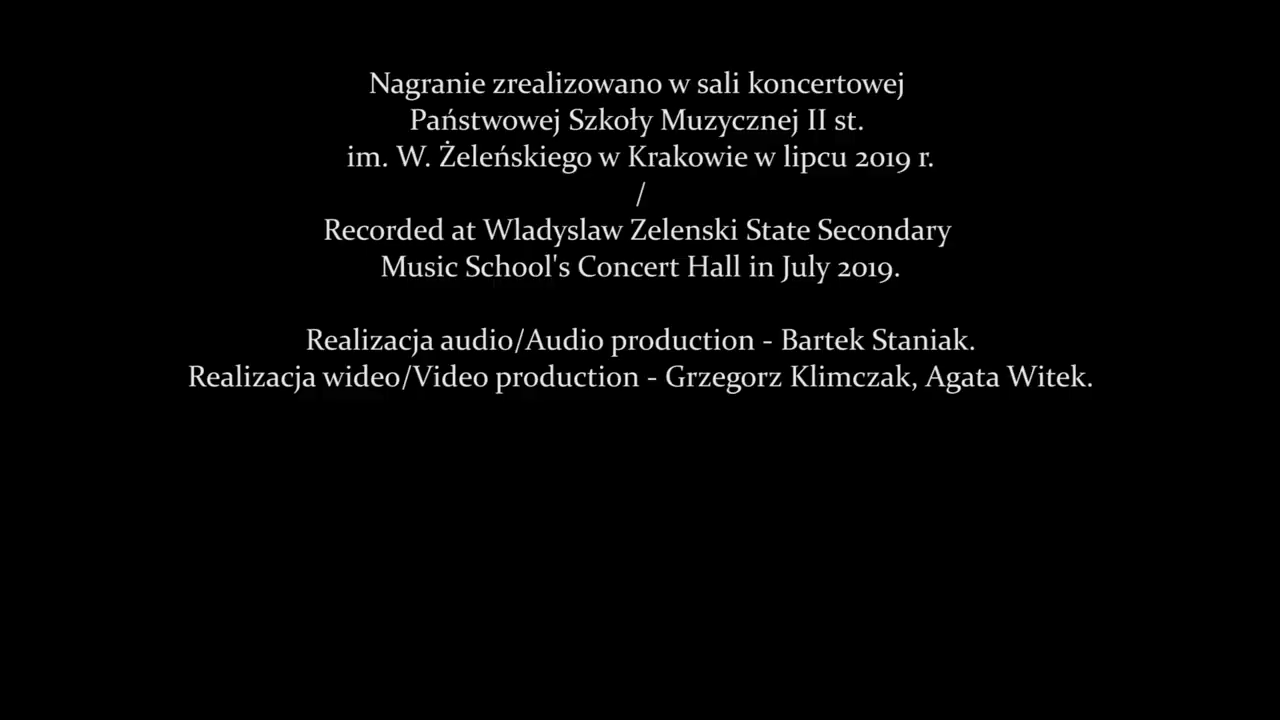 Nagranie zrealizowano w sali koncertowej
Państwowej Szkoły Muzycznej II st.
im. W. Żeleńskiego w Krakowie w lipcu 2019 r.
/
Recorded at Wladyslaw Zelenski State Secondary
Music School's Concert Hall in July 2019.
Realizacja audio/Audio production - Bartek Staniak.
Realizacja wideo/Video production - Grzegorz Klimczak, Agata Witek.